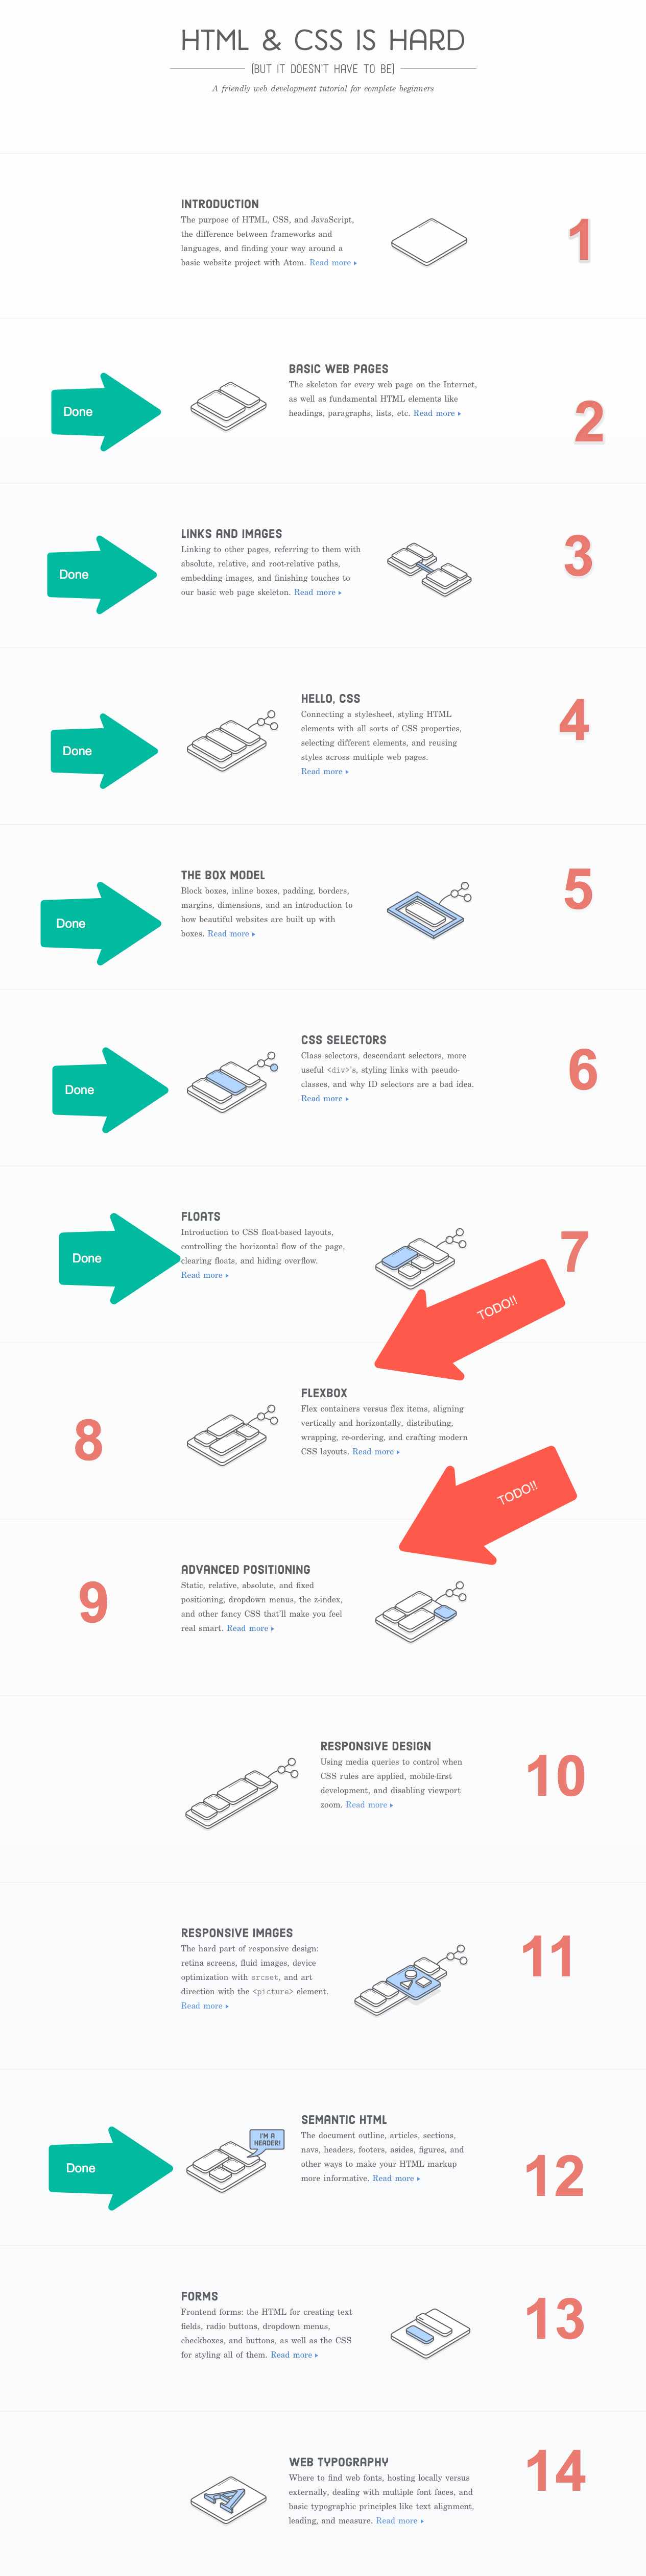 HTML & CSS IS HARD
(BUT IT DOESN'T HAVE TO BE)
A friendly web development tutorial for complete beginners
INTRODUCTION
The purpose of HTML, CSS, and JavaScript,
the difference between frameworks and
languages, and finding your way around a
basic website project with Atom. Read more ▸
1
Done
BASIC WEB PAGES
The skeleton for every web page on the Internet,
as well as fundamental HTML elements like
headings, paragraphs, lists, etc. Read more ▸
2
Done
LINKS AND IMAGES
Linking to other pages, referring to them with
absolute, relative, and root-relative paths,
embedding images, and finishing touches to
our basic web page skeleton. Read more ▸
3
Done
HELLO, CSS
Connecting a stylesheet, styling HTML
elements with all sorts of CSS properties,
selecting different elements, and reusing
styles across multiple web pages.
Read more ▸
4
Done
THE BOX MODEL
Block boxes, inline boxes, padding, borders,
margins, dimensions, and an introduction to
how beautiful websites are built up with
boxes. Read more ▸
5
Done
CSS SELECTORS
Class selectors, descendant selectors, more
useful <div>'s, styling links with pseudo-
classes, and why ID selectors are a bad idea.
Read more ▸
6
Done
FLOATS
Introduction to CSS float-based layouts,
controlling the horizontal flow of the page,
clearing floats, and hiding overflow.
Read more ▸
7
TODO!!
8
FLEXBOX
Flex containers versus flex items, aligning
vertically and horizontally, distributing,
wrapping, re-ordering, and crafting modern
CSS layouts. Read more ▸
TODO!!
9
ADVANCED POSITIONING
Static, relative, absolute, and fixed
positioning, dropdown menus, the z-index,
and other fancy CSS that'll make you feel
real smart. Read more ▸
RESPONSIVE DESIGN
Using media queries to control when
CSS rules are applied, mobile-first
development, and disabling viewport
zoom. Read more ▸
10
RESPONSIVE IMAGES
The hard part of responsive design:
retina screens, fluid images, device
optimization with srcset, and art
direction with the <picture> element.
Read more ▸
11
Done
I'M A
HEADER!
SEMANTIC HTML
The document outline, articles, sections,
navs, headers, footers, asides, figures, and
other ways to make your HTML markup
more informative. Read more ▸
12
FORMS
Frontend forms: the HTML for creating text
fields, radio buttons, dropdown menus,
checkboxes, and buttons, as well as the CSS
for styling all of them. Read more ▸
13
A
WEB TYPOGRAPHY
Where to find web fonts, hosting locally versus
externally, dealing with multiple font faces, and
basic typographic principles like text alignment,
leading, and measure. Read more ▸
14